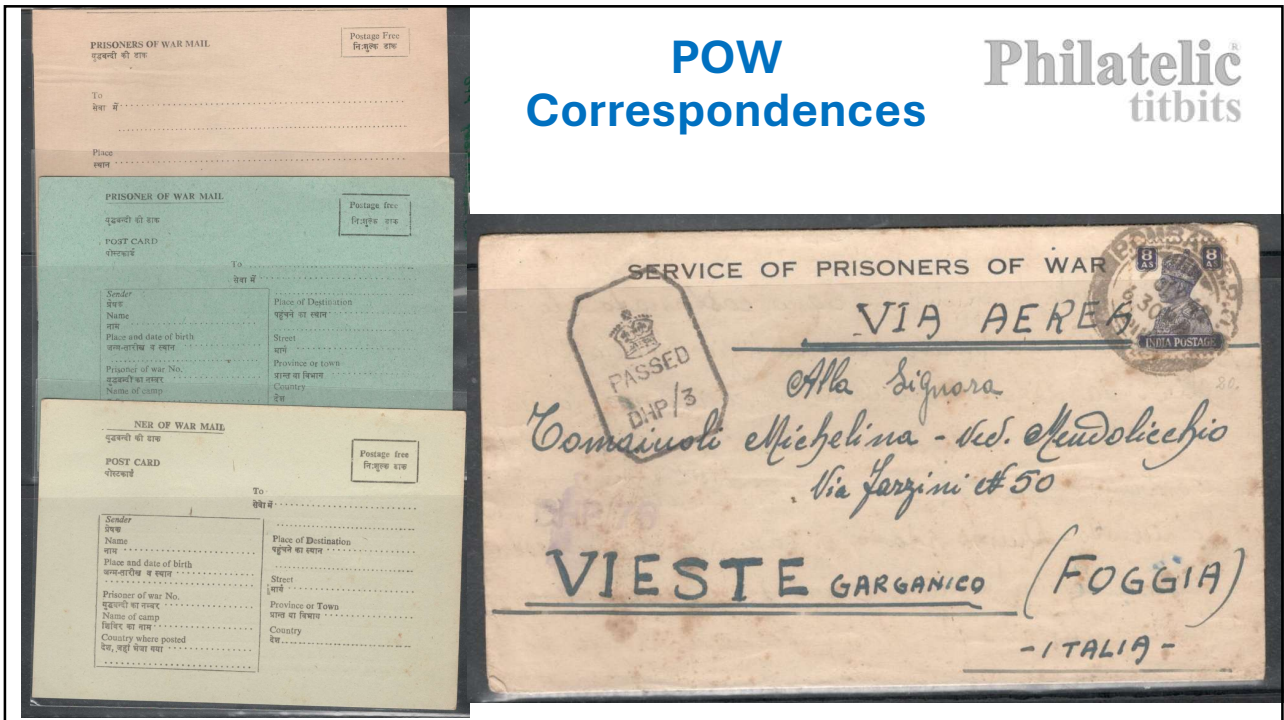 POW
Correspondences
Philatelic®
titbits
PRISONERS OF WAR MAIL
युद्धबन्दी की डाक
Postage Free
नि:शुल्क डाक
To
सेवा में
Place
स्थान
PRISONER OF WAR MAIL
युद्धबन्दी की डाक
Postage free
नि:शुल्क डाक
POST CARD
पोस्टकार्ड
To
सेवा में
Sender
प्रेषक
Name
नाम
Place and date of birth
जन्म-तारीख व स्थान
Prisoner of war No.
युद्धबन्दी का नम्बर
Name of camp
Place of Destination
पहुंचने का स्थान
Street
मार्ग
Province or town
प्रान्त या विभाग
Country
देश
NER OF WAR MAIL
युद्धबन्दी की डाक
Postage free
नि:शुल्क डाक
POST CARD
पोस्टकार्ड
To
सेवा में
Sender
प्रेषक
Name
नाम
Place and date of birth
जन्म-तारीख व स्थान
Prisoner of war No.
युद्धबन्दी का नम्बर
Name of camp
शिविर का नाम
Country where posted
देश, जहाँ भेजा गया
Place of Destination
पहुंचने का स्थान
Street
मार्ग
Province or Town
प्रान्त या विभाग
Country
देश
SERVICE OF PRISONERS OF WAR
VIA AEREA
PASSED
DHP/3
BOMBAY
8 AS
8 AS
INDIA POSTAGE
80.
Alla Signora
Michelina - Ved.
Via 50
VIESTE GARGANICO (FOGGIA)
-ITALIA-